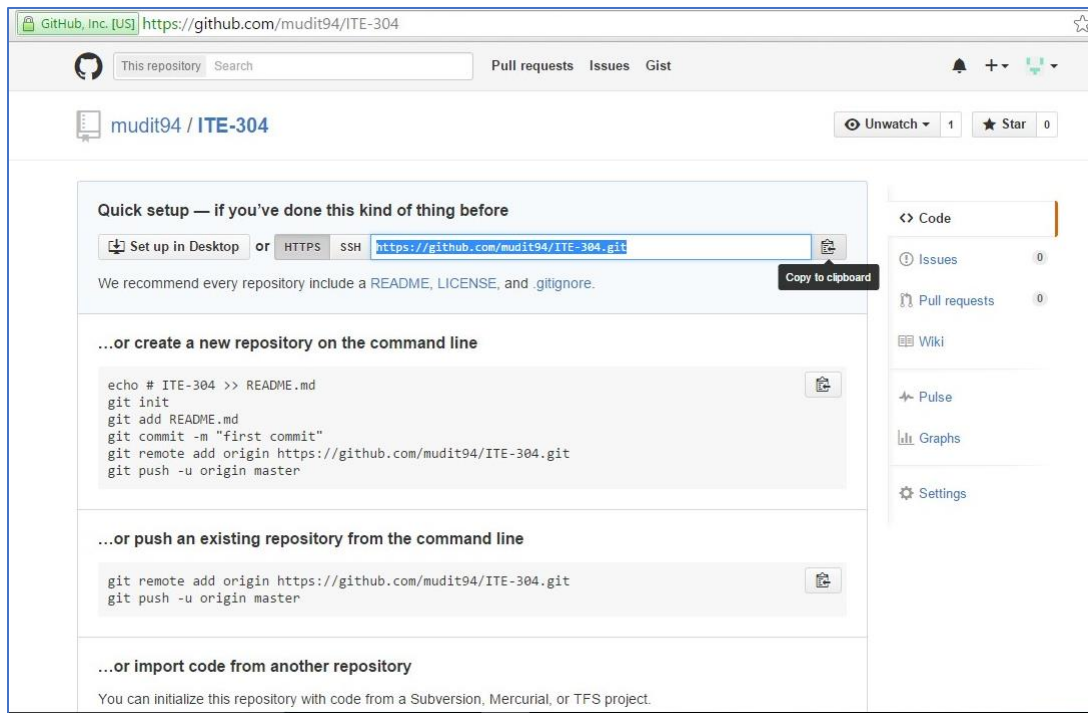 GitHub, Inc. [US] https://github.com/mudit94/ITE-304
This repository Search Pull requests Issues Gist
mudit94 / ITE-304
Unwatch 1 Star 0
Quick setup — if you've done this kind of thing before
Set up in Desktop or HTTPS SSH https://github.com/mudit94/ITE-304.git
Copy to clipboard
We recommend every repository include a README, LICENSE, and .gitignore.
…or create a new repository on the command line
echo # ITE-304 >> README.md
git init
git add README.md
git commit -m "first commit"
git remote add origin https://github.com/mudit94/ITE-304.git
git push -u origin master
…or push an existing repository from the command line
git remote add origin https://github.com/mudit94/ITE-304.git
git push -u origin master
…or import code from another repository
You can initialize this repository with code from a Subversion, Mercurial, or TFS project.
<> Code
Issues 0
Pull requests 0
Wiki
Pulse
Graphs
Settings